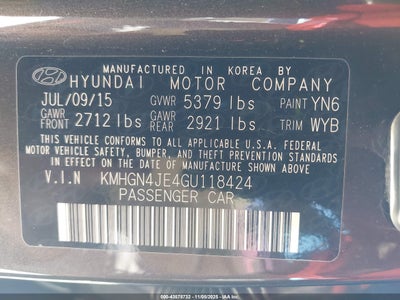 MANUFACTURED IN KOREA BY
HYUNDAI MOTOR COMPANY
JUL/09/15 GVWR 5379 lbs PAINT YN6
GAWR FRONT 2712 lbs GAWR REAR 2921 lbs TRIM WYB
THIS VEHICLE CONFORMS TO ALL APPLICABLE U.S.A. FEDERAL
MOTOR VEHICLE SAFETY, BUMPER, AND THEFT PREVENTION
STANDARDS IN EFFECT ON THE DATE OF MANUFACTURE SHOWN ABOVE.
V.I.N KMHGN4JE4GU118424
PASSENGER CAR